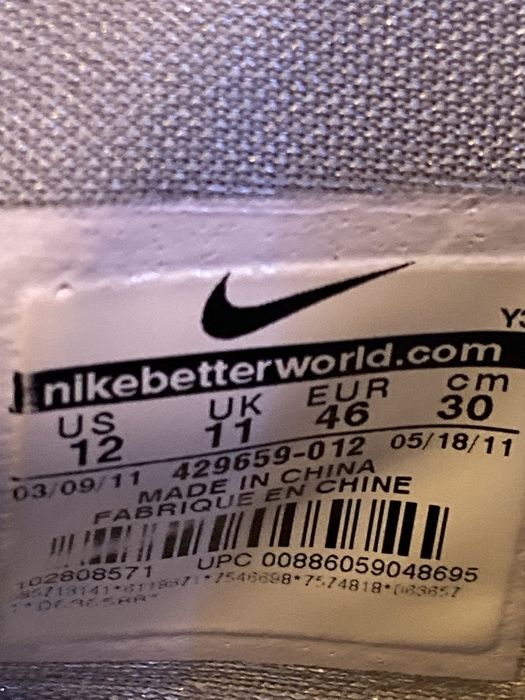 Y3
nikebetterworld.com
US UK EUR cm
12 11 46 30
03/09/11 429659-012 05/18/11
MADE IN CHINA
FABRIQUE EN CHINE
102808571 UPC 00886059048695